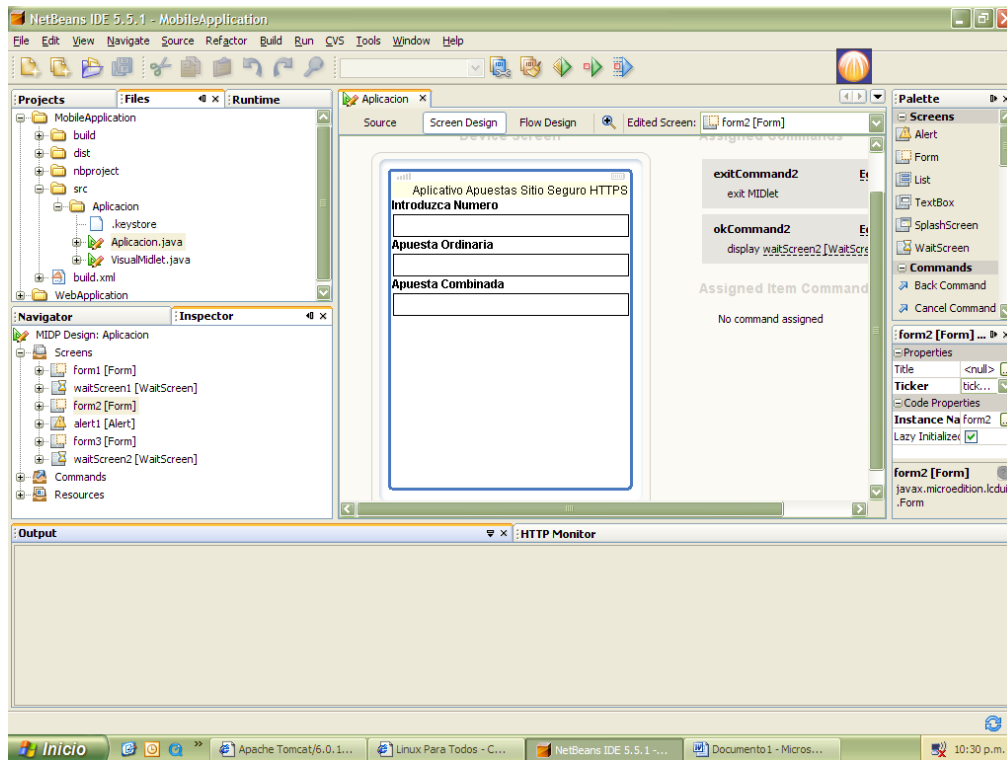 NetBeans IDE 5.5.1 - MobileApplication
File Edit View Navigate Source Refactor Build Run CVS Tools Window Help
Projects Files Runtime
MobileApplication
build
dist
nbproject
src
Aplicacion
.keystore
Aplicacion.java
VisualMidlet.java
build.xml
WebApplication
Navigator Inspector
MIDP Design: Aplicacion
Screens
form1 [Form]
waitScreen1 [WaitScreen]
form2 [Form]
alert1 [Alert]
form3 [Form]
waitScreen2 [WaitScreen]
Commands
Resources
Aplicacion
Source Screen Design Flow Design Edited Screen: form2 [Form]
Device Screen
Aplicativo Apuestas Sitio Seguro HTTPS
Introduzca Numero
Apuesta Ordinaria
Apuesta Combinada
Assigned Commands
exitCommand2
exit MIDlet
okCommand2
display waitScreen2 [WaitScre
Assigned Item Command
No command assigned
Palette
Screens
Alert
Form
List
TextBox
SplashScreen
WaitScreen
Commands
Back Command
Cancel Command
form2 [Form] ...
Properties
Title <null>
Ticker tick...
Code Properties
Instance Na form2
Lazy Initialize
form2 [Form]
javax.microedition.lcdui
.Form
Output HTTP Monitor
Inicio Apache Tomcat/6.0.1... Linux Para Todos - C... NetBeans IDE 5.5.1 -... Documento1 - Micros... 10:30 p.m.